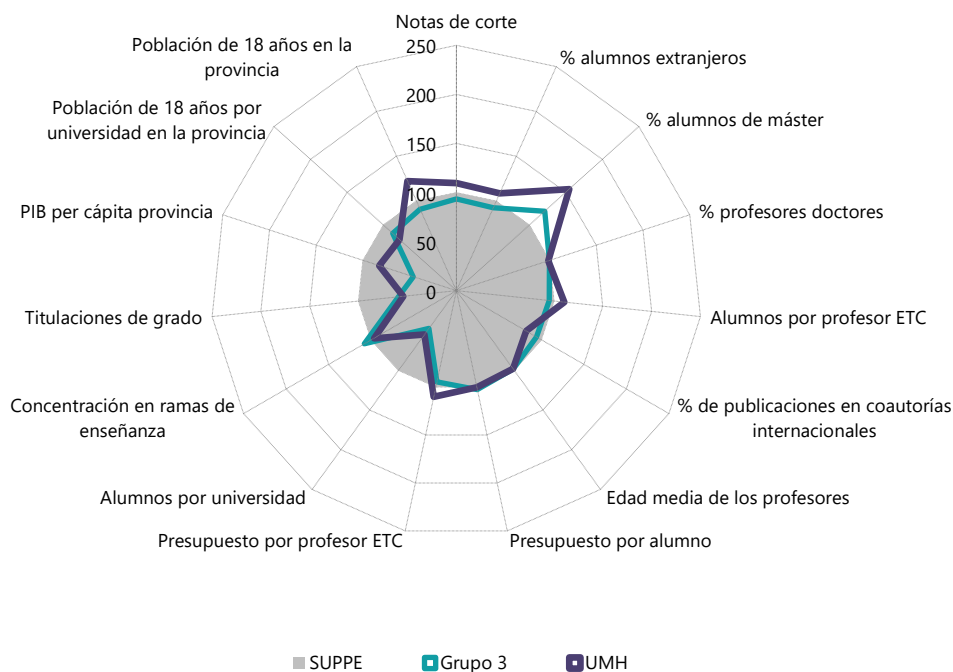 Notas de corte
250
Población de 18 años en la
provincia
% alumnos extranjeros
200
Población de 18 años por
universidad en la provincia
% alumnos de máster
150
100
PIB per cápita provincia
% profesores doctores
50
0
Titulaciones de grado
Alumnos por profesor ETC
Concentración en ramas de
enseñanza
% de publicaciones en coautorías
internacionales
Alumnos por universidad
Edad media de los profesores
Presupuesto por profesor ETC
Presupuesto por alumno
SUPPE
Grupo 3
UMH